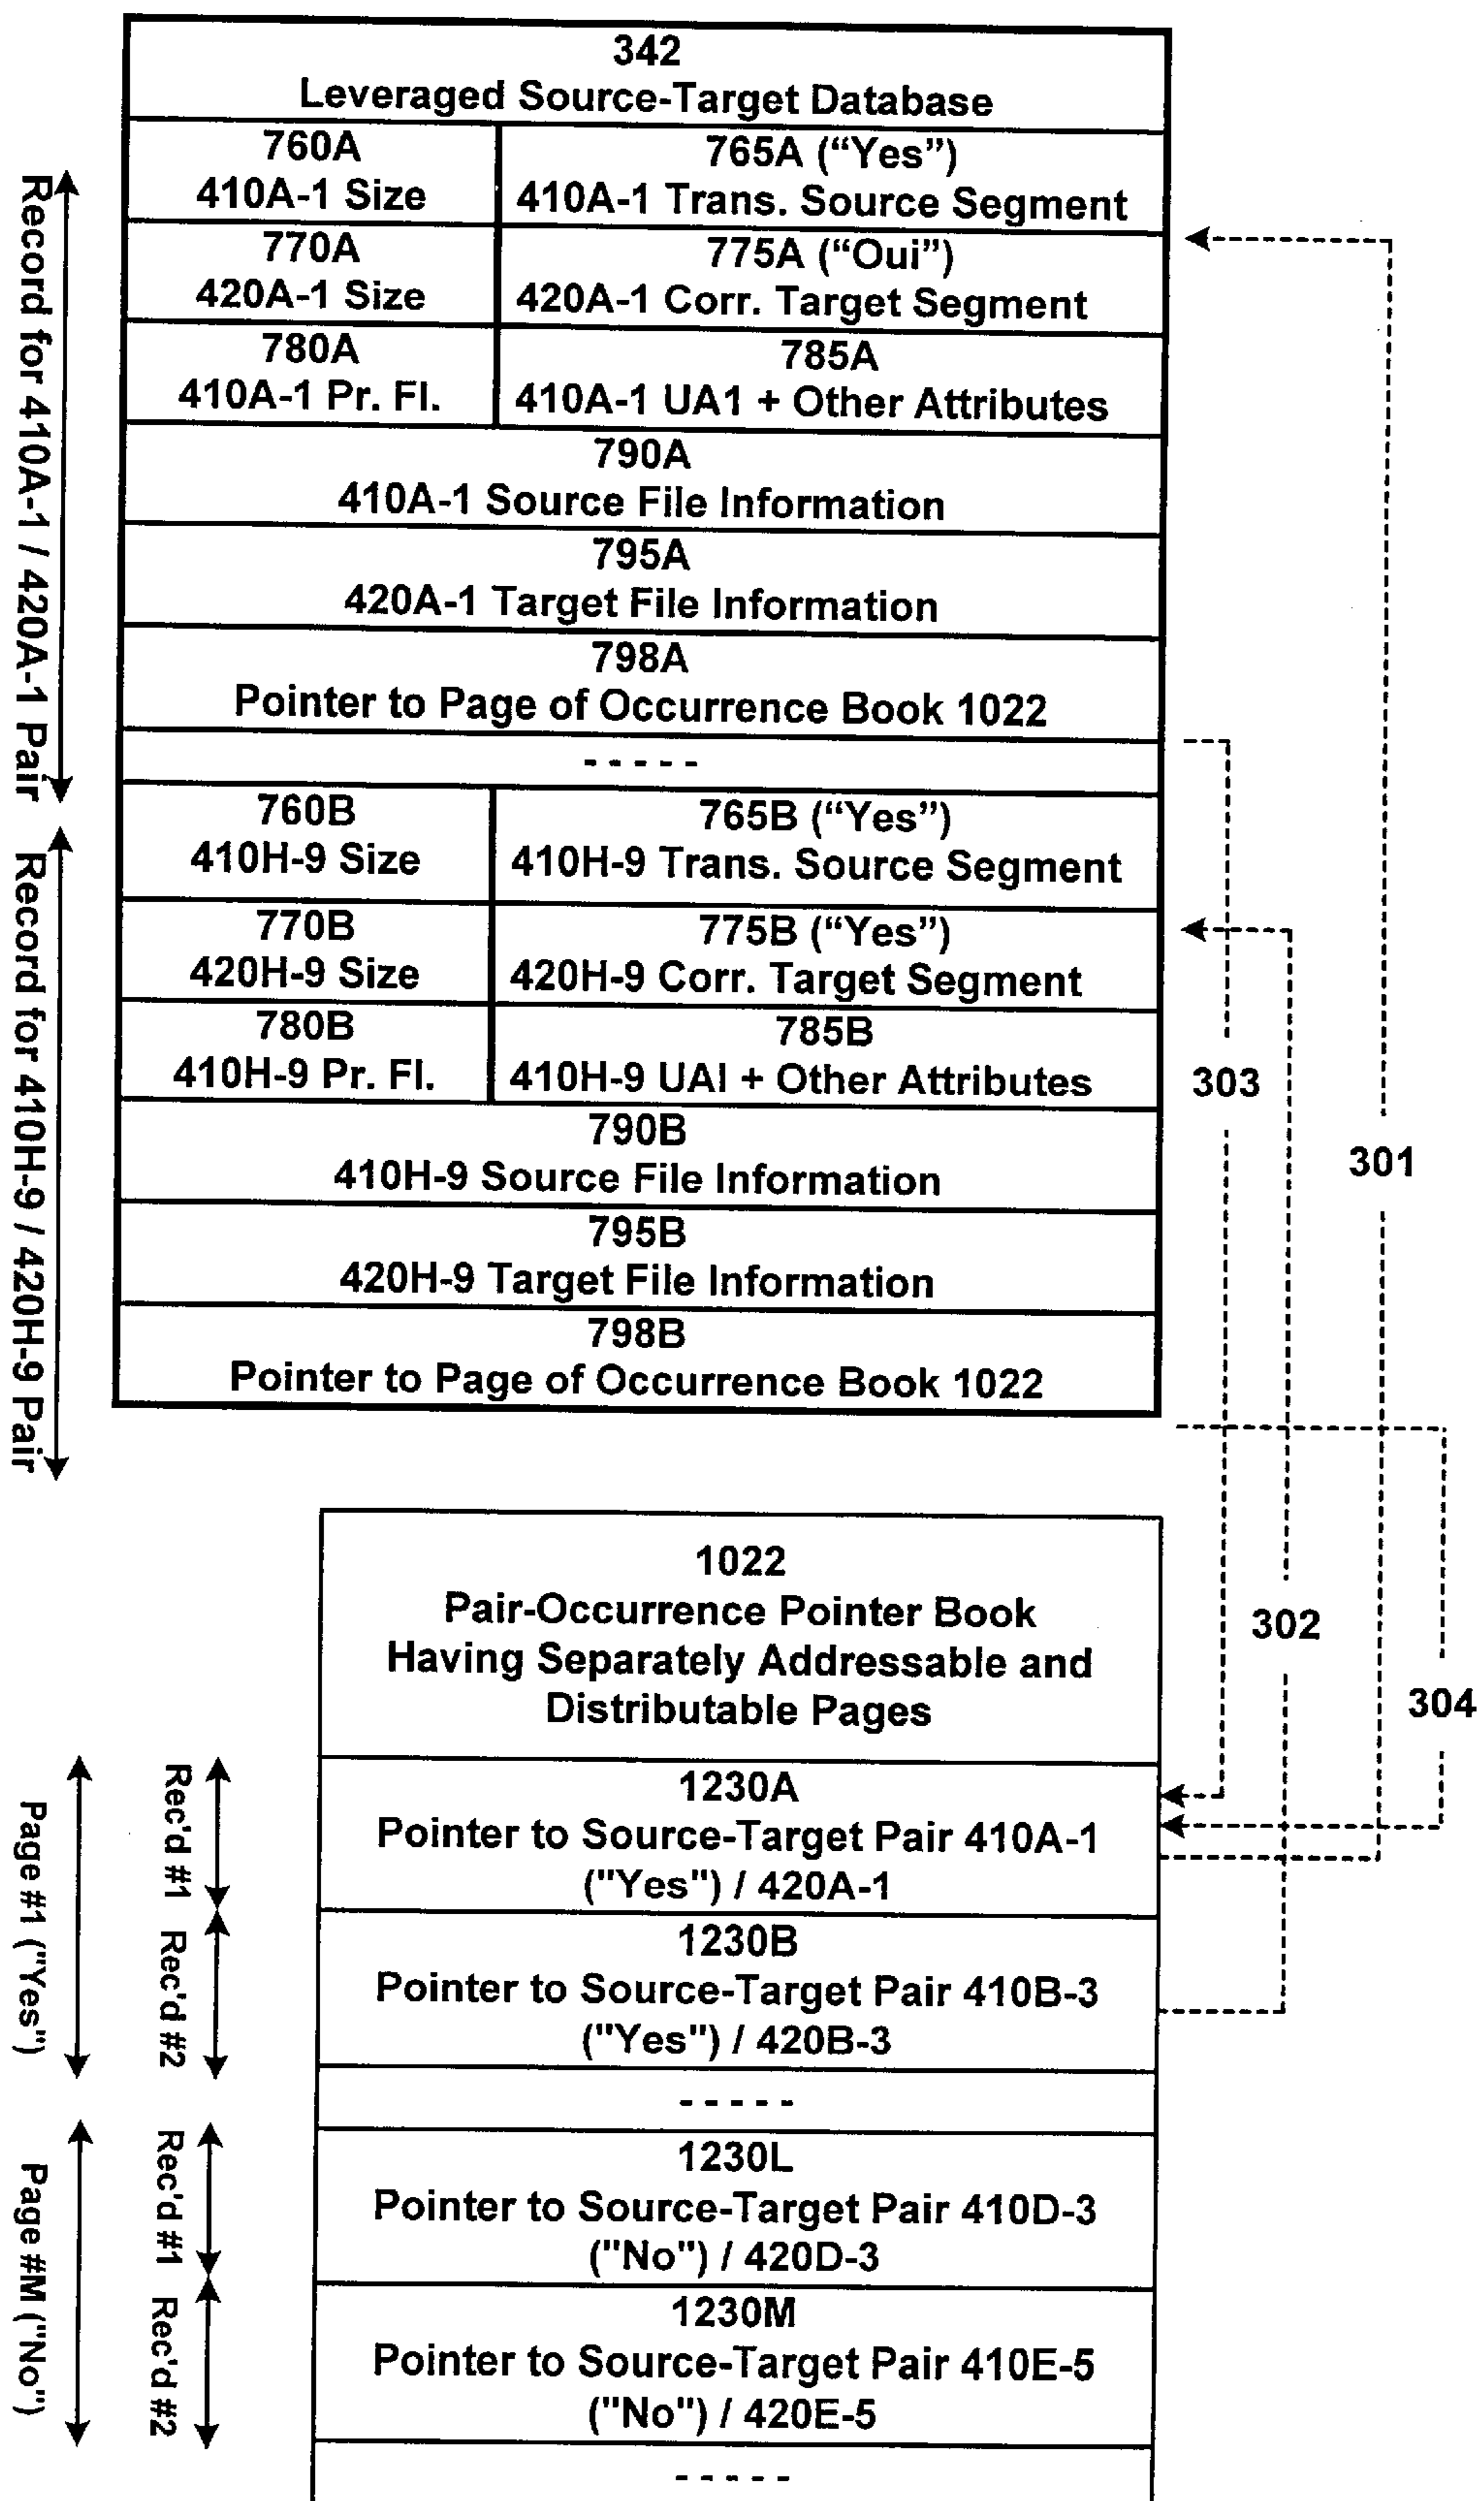 342
Leveraged Source-Target Database
760A
410A-1 Size
765A (“Yes”)
410A-1 Trans. Source Segment
770A
420A-1 Size
775A (“Oui”)
420A-1 Corr. Target Segment
780A
410A-1 Pr. Fl.
785A
410A-1 UA1 + Other Attributes
790A
410A-1 Source File Information
795A
420A-1 Target File Information
798A
Pointer to Page of Occurrence Book 1022
-----
760B
410H-9 Size
765B (“Yes”)
410H-9 Trans. Source Segment
770B
420H-9 Size
775B (“Yes”)
420H-9 Corr. Target Segment
780B
410H-9 Pr. Fl.
785B
410H-9 UAI + Other Attributes
790B
410H-9 Source File Information
795B
420H-9 Target File Information
798B
Pointer to Page of Occurrence Book 1022
Record for 410A-1 / 420A-1 Pair
Record for 410H-9 / 420H-9 Pair
303
301
302
304
1022
Pair-Occurrence Pointer Book
Having Separately Addressable and
Distributable Pages
1230A
Pointer to Source-Target Pair 410A-1
("Yes") / 420A-1
1230B
Pointer to Source-Target Pair 410B-3
("Yes") / 420B-3
-----
1230L
Pointer to Source-Target Pair 410D-3
("No") / 420D-3
1230M
Pointer to Source-Target Pair 410E-5
("No") / 420E-5
-----
Page #1 ("Yes")
Rec'd #1
Rec'd #2
Page #M ("No")
Rec'd #1
Rec'd #2